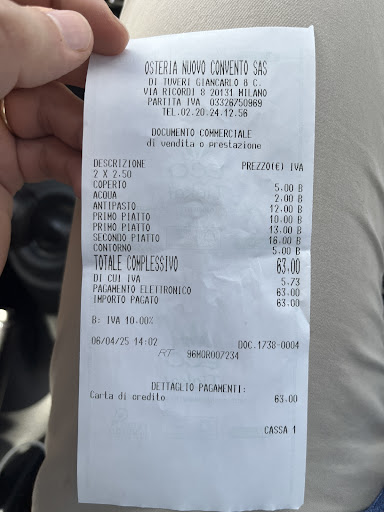 OSTERIA NUOVO CONVENTO SAS
DI TUVERI GIANCARLO & C.
VIA RICORDI 8 20131 MILANO
PARTITA IVA 03326750969
TEL.02.20.24.12.56
DOCUMENTO COMMERCIALE
di vendita o prestazione
DESCRIZIONE PREZZO(€) IVA
2 X 2.50
COPERTO 5.00 B
ACQUA 2.00 B
ANTIPASTO 12.00 B
PRIMO PIATTO 10.00 B
PRIMO PIATTO 13.00 B
SECONDO PIATTO 16.00 B
CONTORNO 5.00 B
TOTALE COMPLESSIVO 63.00
DI CUI IVA 5.73
PAGAMENTO ELETTRONICO 63.00
IMPORTO PAGATO 63.00
B: IVA 10.00%
06/04/25 14:02 DOC.1738-0004
RT 96MOR007234
DETTAGLIO PAGAMENTI:
Carta di credito 63.00
CASSA 1